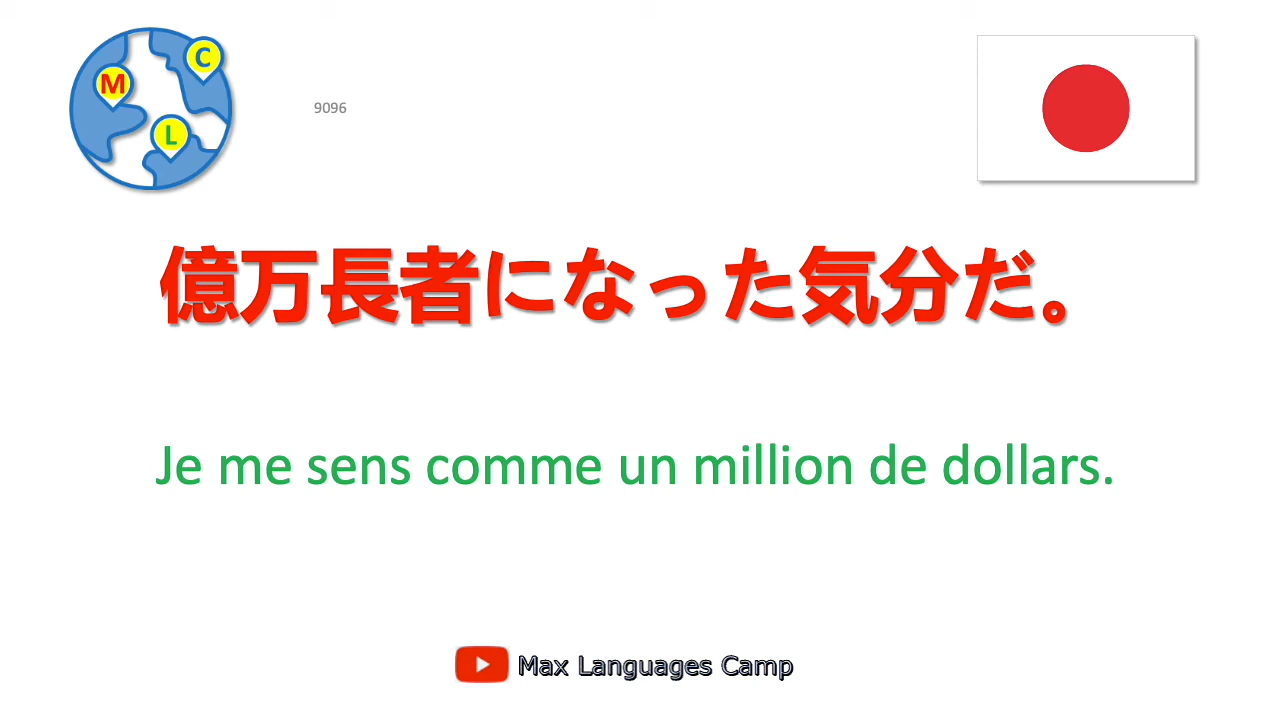 C
M
L
9096
億万長者になった気分だ。
Je me sens comme un million de dollars.
Max Languages Camp